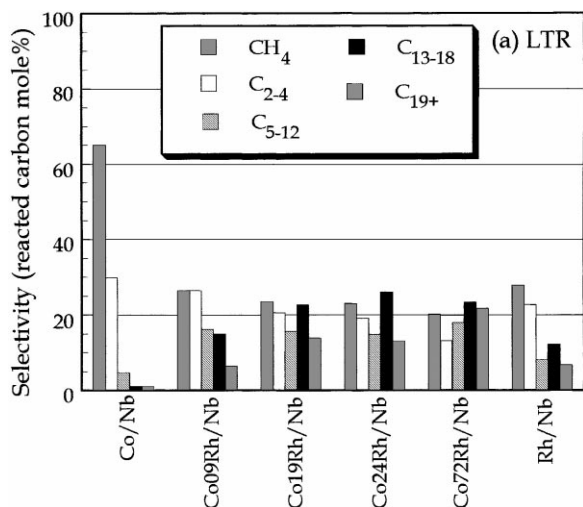 (a) LTR
CH₄
C₂₋₄
C₅₋₁₂
C₁₃₋₁₈
C₁₉₊
Selectivity (reacted carbon mole%)
100
80
60
40
20
0
Co/Nb
Co09Rh/Nb
Co19Rh/Nb
Co24Rh/Nb
Co72Rh/Nb
Rh/Nb